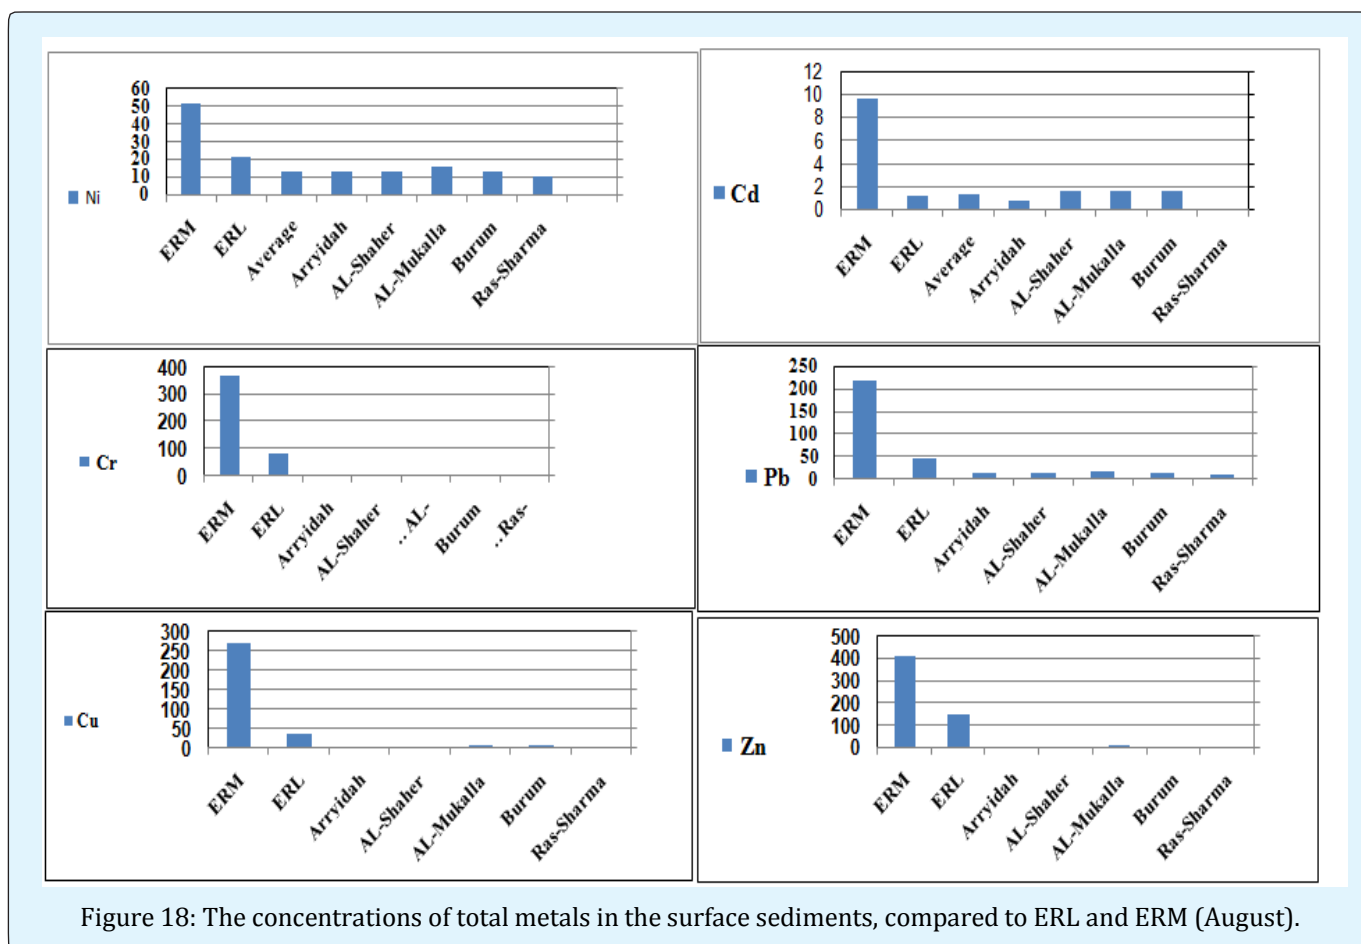 60
50
40
30
20
10
0
Ni
ERM
ERL
Average
Arryidah
AL-Shaher
AL-Mukalla
Burum
Ras-Sharma
12
10
8
6
4
2
0
Cd
ERM
ERL
Average
Arryidah
AL-Shaher
AL-Mukalla
Burum
Ras-Sharma
400
300
200
100
0
Cr
ERM
ERL
Arryidah
AL-Shaher
..AL-
Burum
..Ras-
250
200
150
100
50
0
Pb
ERM
ERL
Arryidah
AL-Shaher
AL-Mukalla
Burum
Ras-Sharma
300
250
200
150
100
50
0
Cu
ERM
ERL
Arryidah
AL-Shaher
AL-Mukalla
Burum
Ras-Sharma
500
400
300
200
100
0
Zn
ERM
ERL
Arryidah
AL-Shaher
AL-Mukalla
Burum
Ras-Sharma
Figure 18: The concentrations of total metals in the surface sediments, compared to ERL and ERM (August).